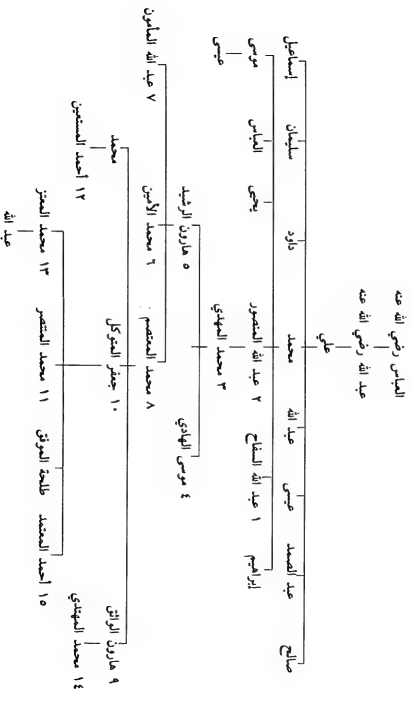 العباس رضي الله عنه
عبد الله رضي الله عنه
علي
صالح عبد الصمد عيسى عبد الله محمد داود سليمان إسماعيل
إبراهيم ١ عبد الله السفاح ٢ عبد الله المنصور يحيى العباس موسى
٣ محمد المهدي عيسى
٤ موسى الهادي ٥ هارون الرشيد
٨ محمد المعتصم : ٦ محمد الأمين ٧ عبد الله المأمون
٩ هارون الواثق ١٠ جعفر المتوكل محمد
١٤ محمد المهتدي ١٢ أحمد المستعين
١٥ أحمد المعتمد طلحة الموفق ١١ محمد المنتصر ١٣ محمد المعتز
عبد الله